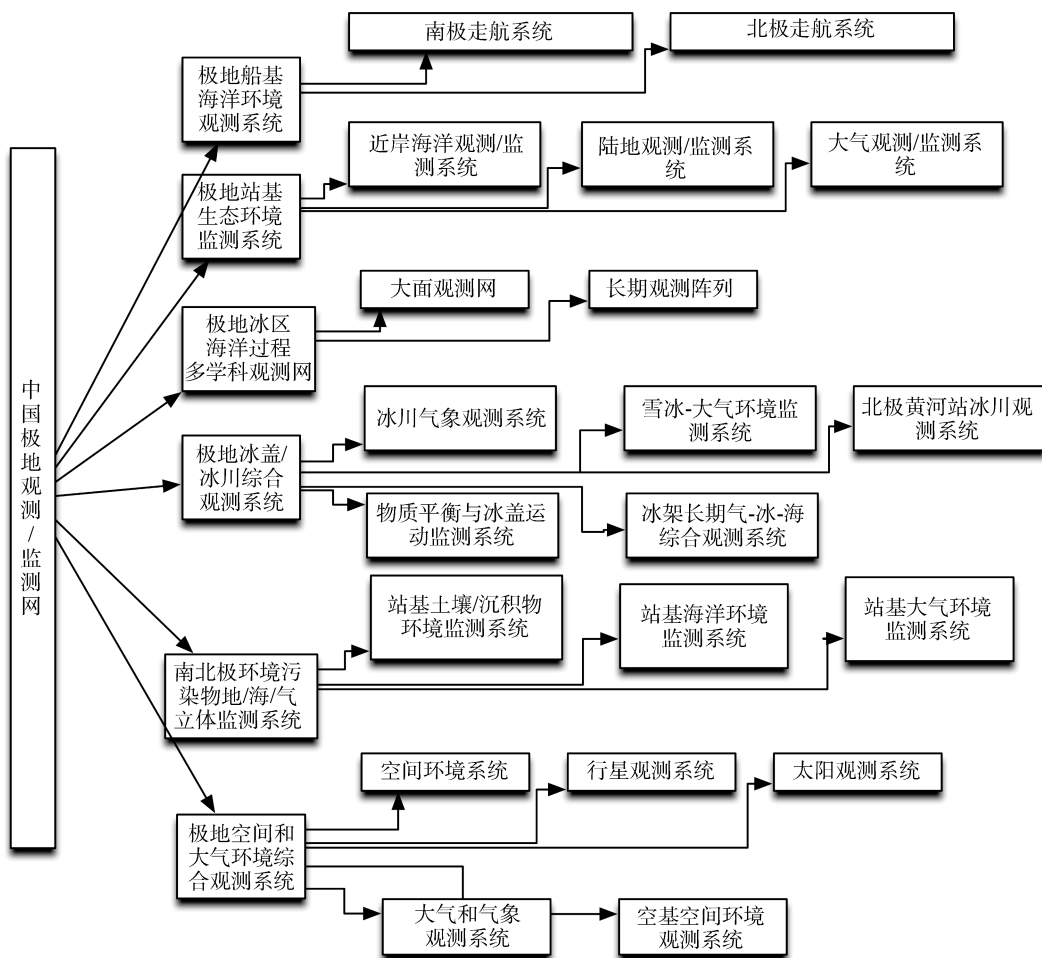 南极走航系统
北极走航系统
极地船基
海洋环境
观测系统
近岸海洋观测/监
测系统
陆地观测/监测系
统
大气观测/监测系
统
极地站基
生态环境
监测系统
大面观测网
长期观测阵列
极地冰区
海洋过程
多学科观测网
中国极地观测/监测网
冰川气象观测系统
雪冰-大气环境监
测系统
北极黄河站冰川观
测系统
极地冰盖/
冰川综合
观测系统
物质平衡与冰盖运
动监测系统
冰架长期气-冰-海
综合观测系统
站基土壤/沉积物
环境监测系统
站基海洋环境
监测系统
站基大气环境
监测系统
南北极环境污
染物地/海/气
立体监测系统
空间环境系统
行星观测系统
太阳观测系统
极地空间和
大气环境综
合观测系统
大气和气象
观测系统
空基空间环境
观测系统